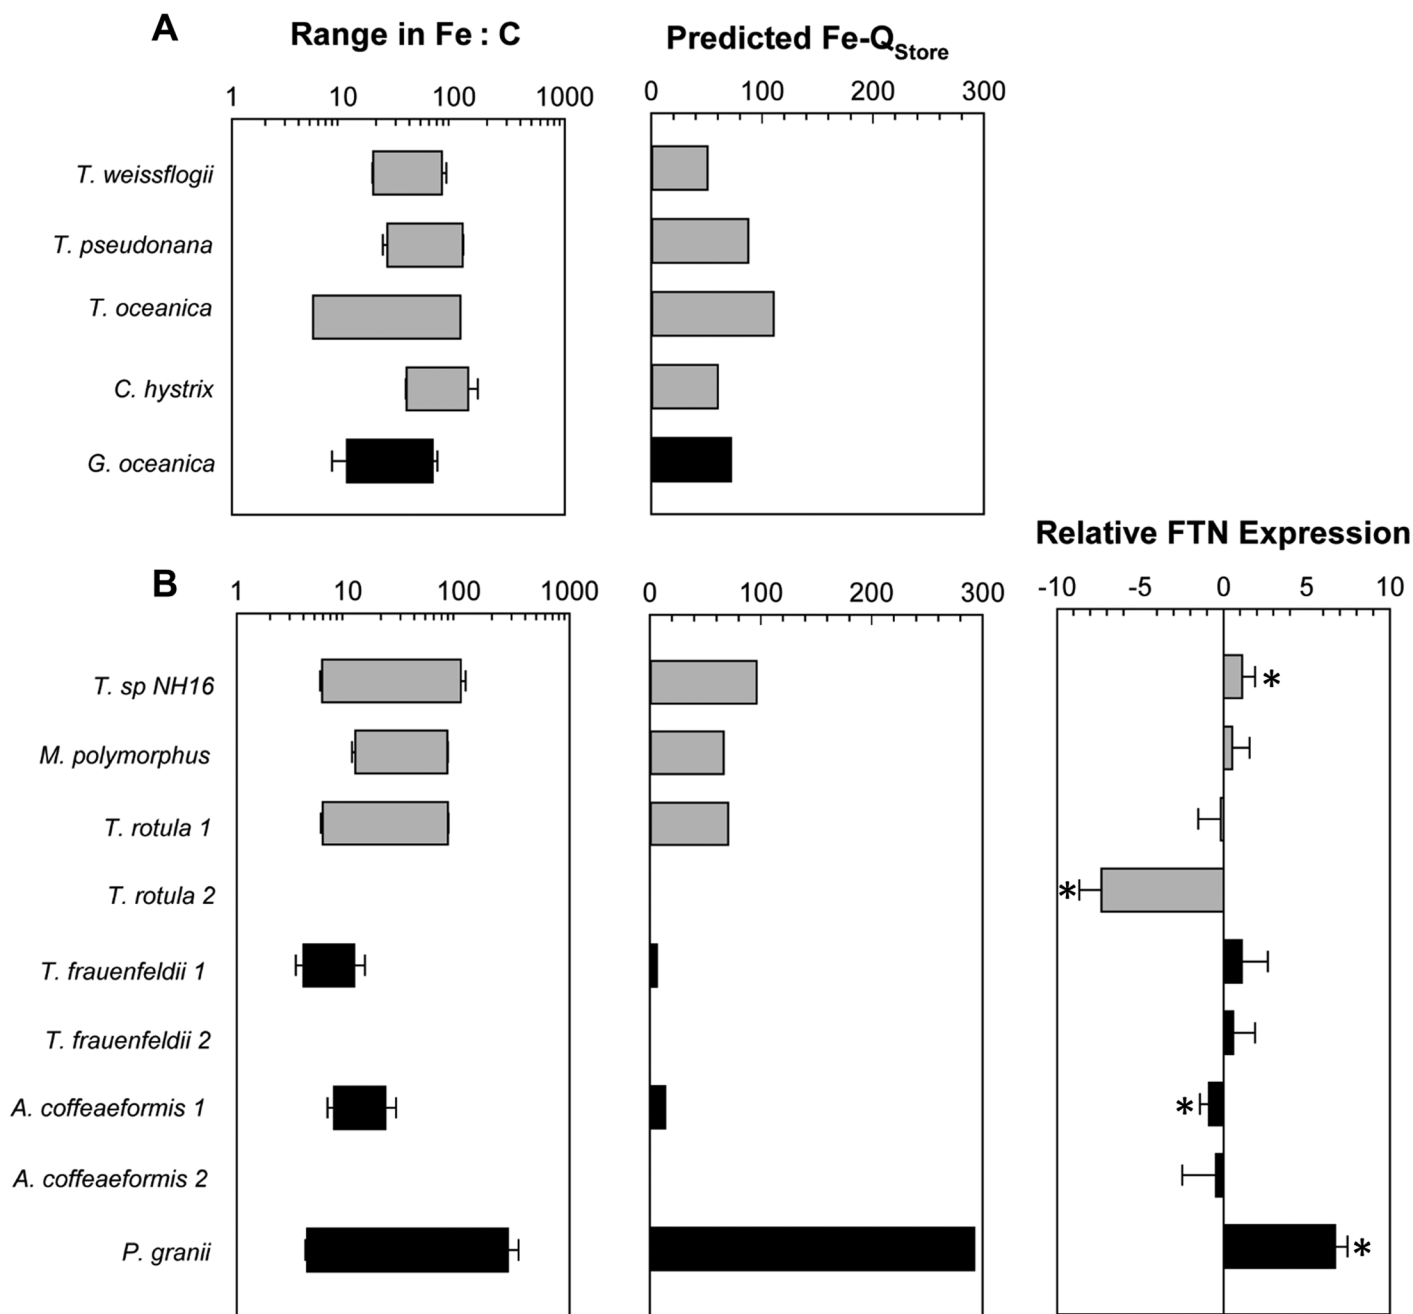 A
Range in Fe : C
Predicted Fe-QStore
1 10 100 1000
0 100 200 300
T. weissflogii
T. pseudonana
T. oceanica
C. hystrix
G. oceanica
Relative FTN Expression
B
1 10 100 1000
0 100 200 300
-10 -5 0 5 10
T. sp NH16
*
M. polymorphus
T. rotula 1
T. rotula 2
*
T. frauenfeldii 1
T. frauenfeldii 2
A. coffeaeformis 1
*
A. coffeaeformis 2
P. granii
*